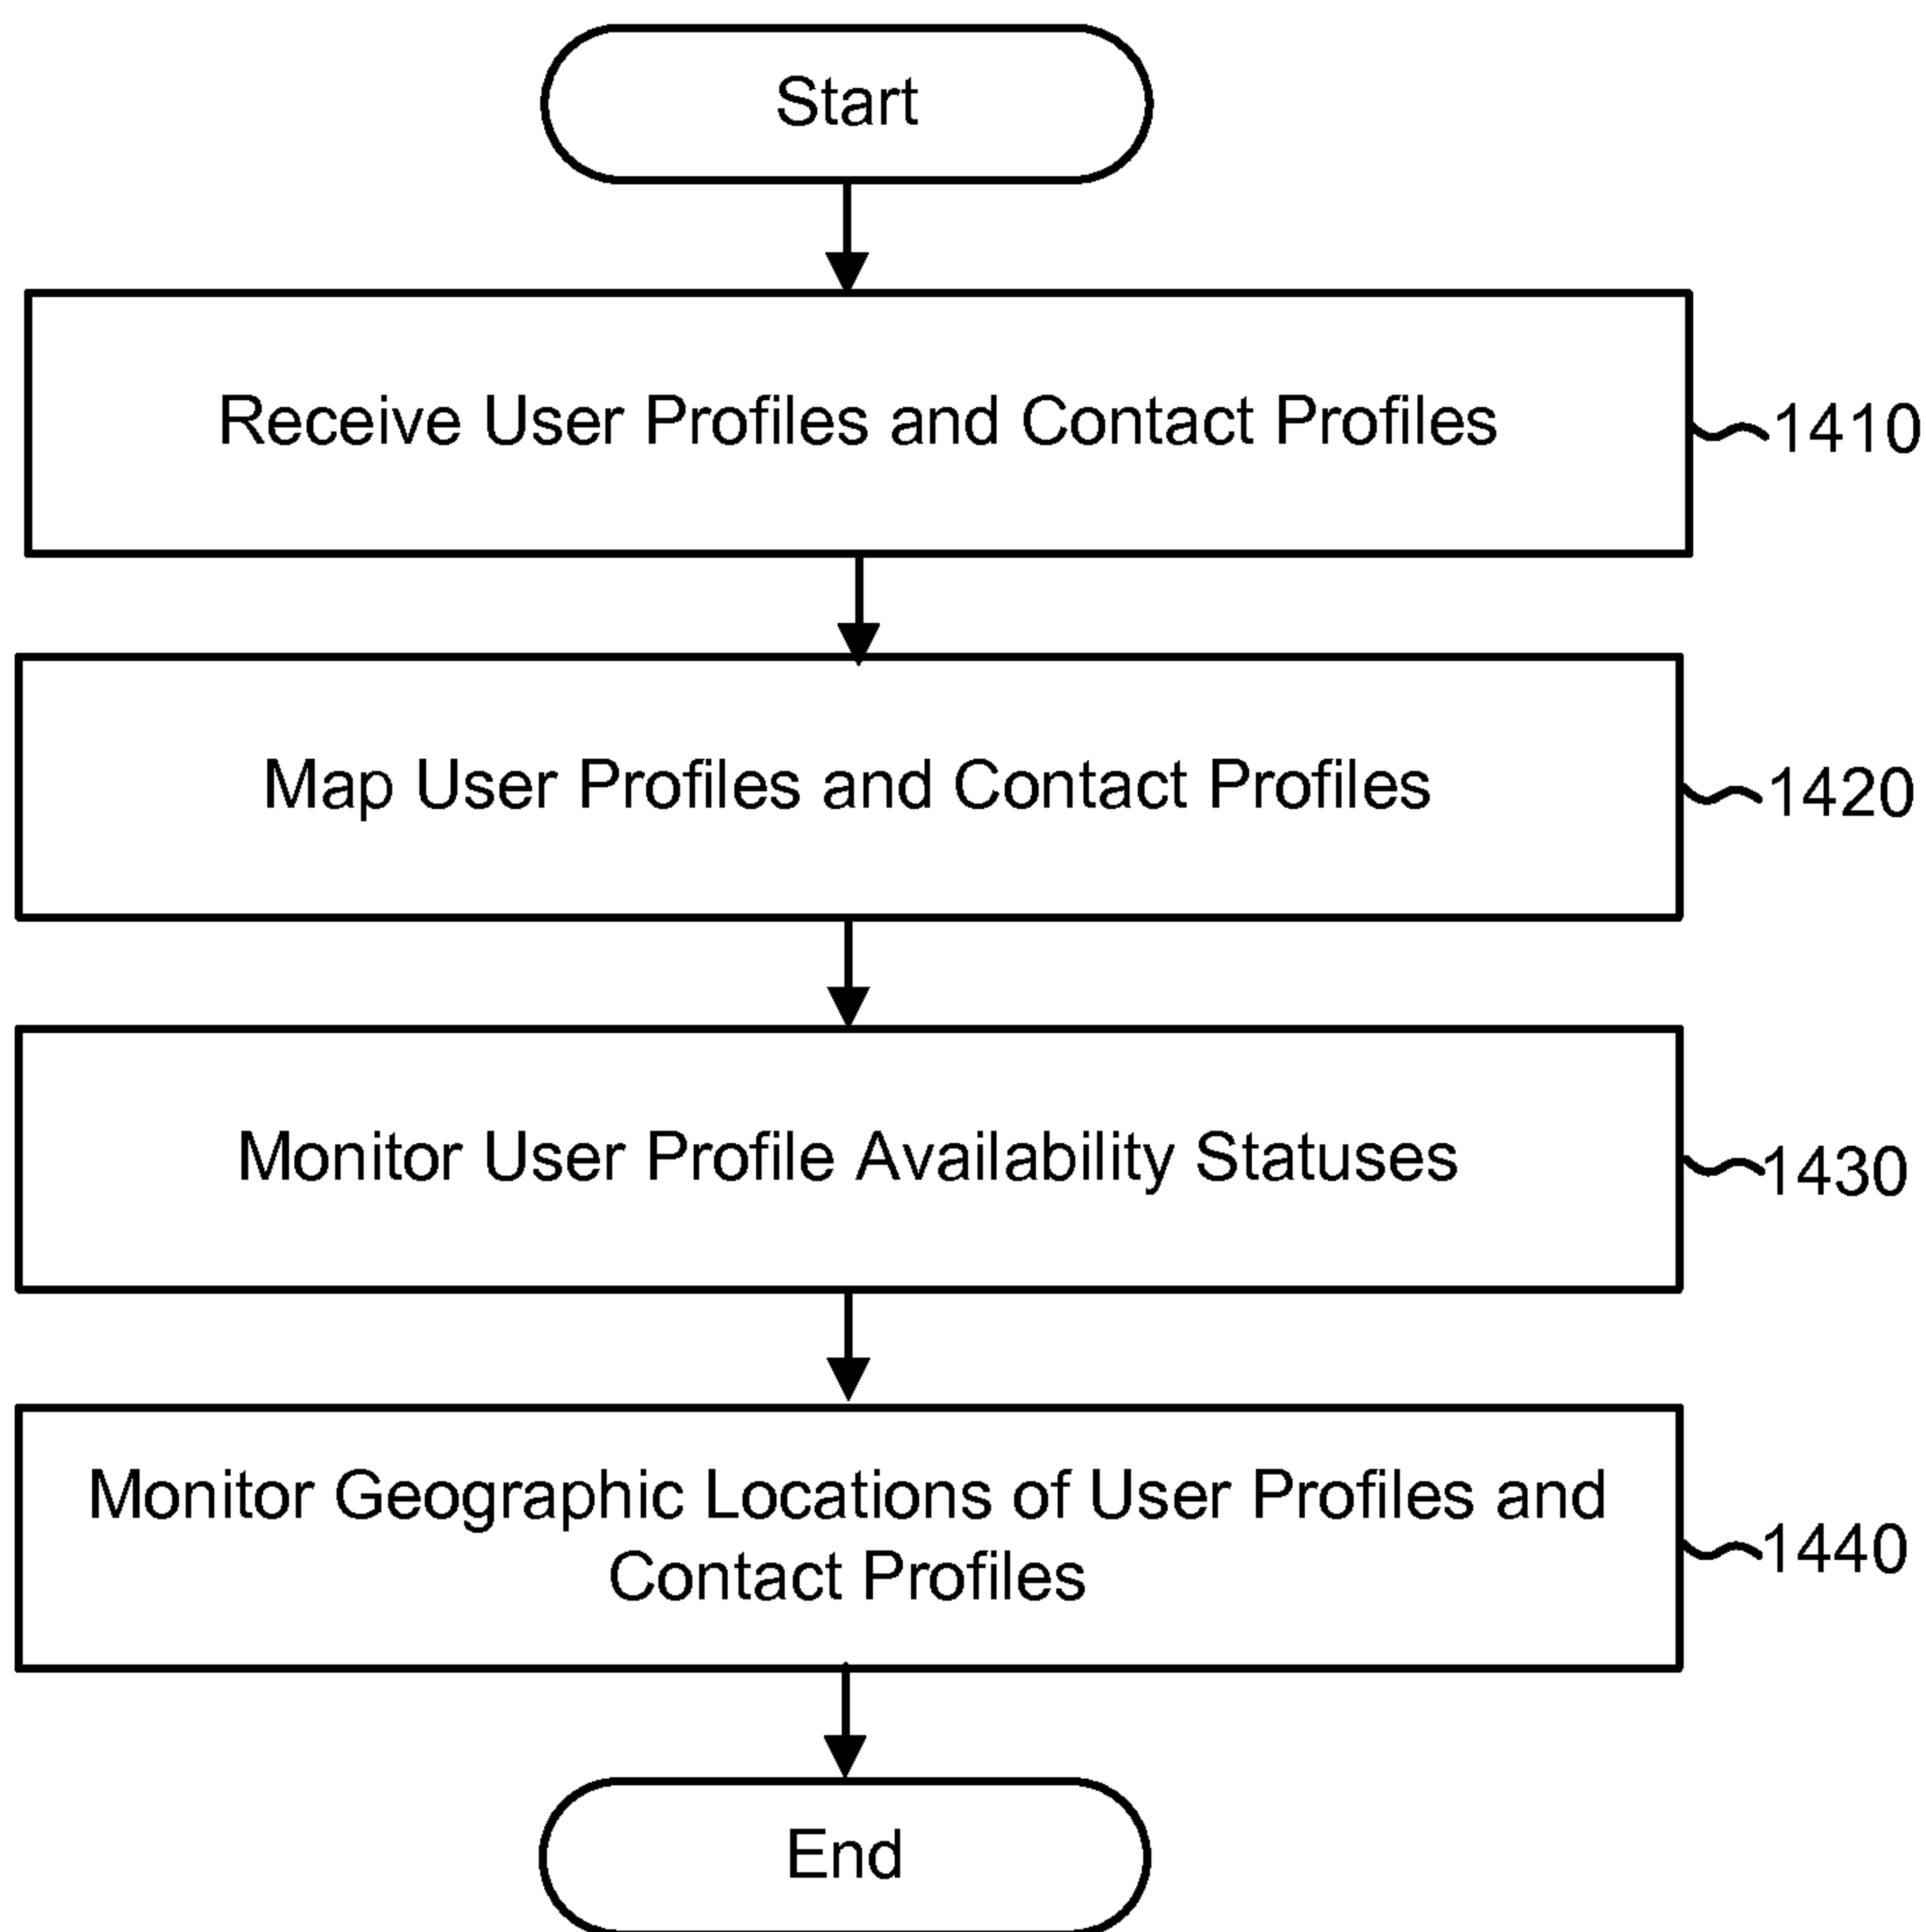 Start
Receive User Profiles and Contact Profiles
1410
Map User Profiles and Contact Profiles
1420
Monitor User Profile Availability Statuses
1430
Monitor Geographic Locations of User Profiles and
Contact Profiles
1440
End